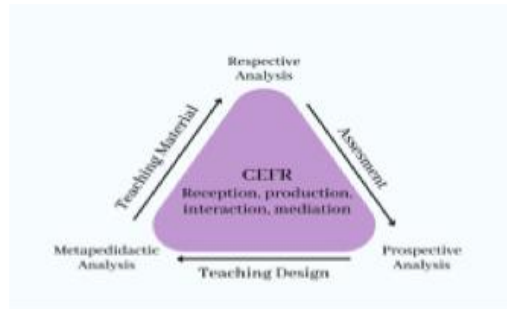 Respective
Analysis
Teaching Material
Assesment
CEFR
Reception, production,
interaction, mediation
Metapedidactic
Analysis
Prospective
Analysis
Teaching Design